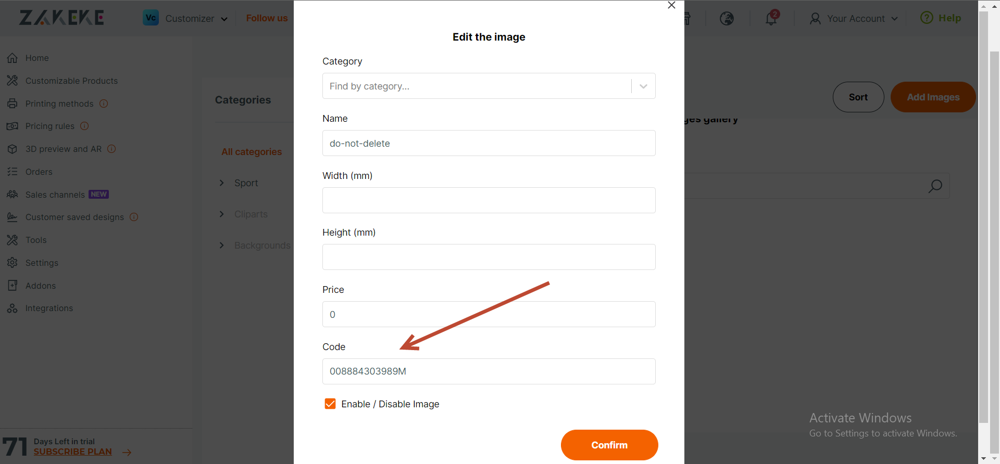 ZAKEKE
Vc Customizer
Follow us
2
Your Account
? Help
Home
Customizable Products
Printing methods
Pricing rules
3D preview and AR
Orders
Sales channels NEW
Customer saved designs
Tools
Settings
Addons
Integrations
71 Days Left in trial
SUBSCRIBE PLAN
Categories
All categories
Sport
Cliparts
Backgrounds
Edit the image
Category
Find by category...
Name
do-not-delete
Width (mm)
Height (mm)
Price
0
Code
008884303989M
Enable / Disable Image
Confirm
Sort
Add Images
gallery
Activate Windows
Go to Settings to activate Windows.